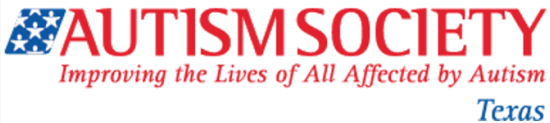 AUTISM SOCIETY
Improving the Lives of All Affected by Autism
Texas